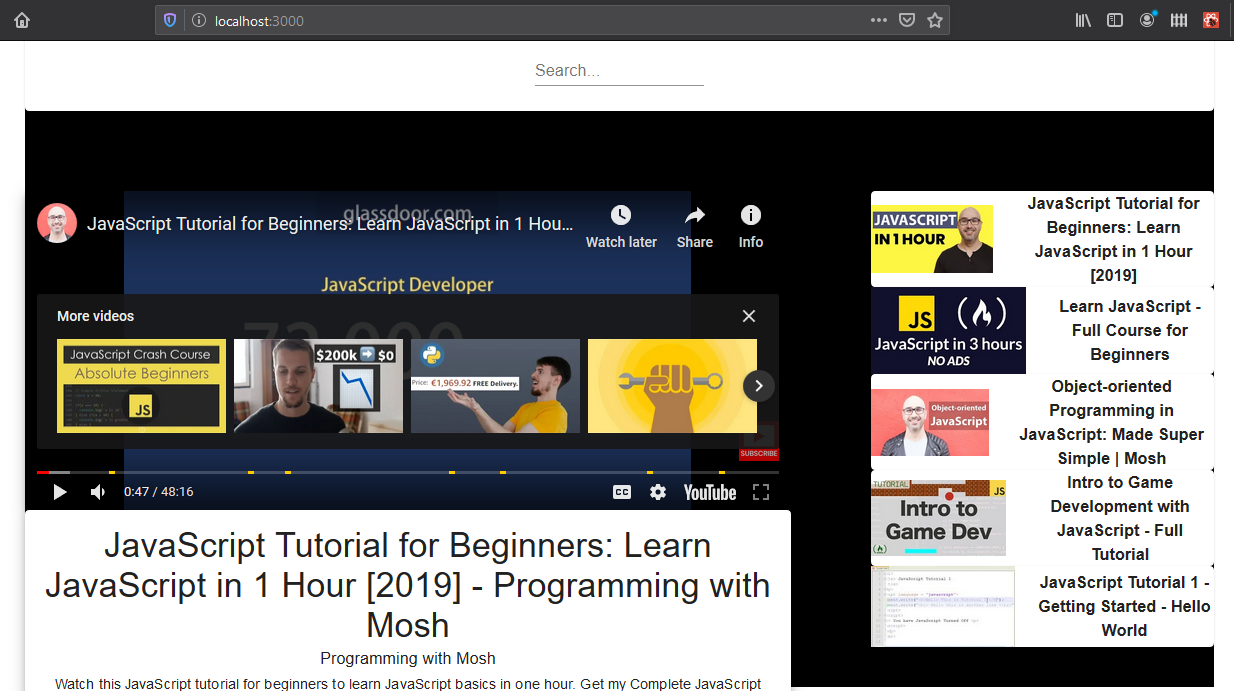 localhost:3000
Search...
glassdoor.com
JavaScript Tutorial for Beginners: Learn JavaScript in 1 Hou...
Watch later
Share
Info
JavaScript Developer
More videos
JavaScript Crash Course
Absolute Beginners
JS
$200k ➡ $0
Price: €1,969.92 FREE Delivery.
SUBSCRIBE
0:47 / 48:16
CC
YouTube
JavaScript Tutorial for Beginners: Learn
JavaScript in 1 Hour [2019] - Programming with
Mosh
Programming with Mosh
Watch this JavaScript tutorial for beginners to learn JavaScript basics in one hour. Get my Complete JavaScript
JAVASCRIPT
IN 1 HOUR
JavaScript Tutorial for
Beginners: Learn
JavaScript in 1 Hour
[2019]
JS
JavaScript in 3 hours
NO ADS
Learn JavaScript -
Full Course for
Beginners
Object-oriented
JavaScript
Object-oriented
Programming in
JavaScript: Made Super
Simple | Mosh
TUTORIAL
JS
Intro to
Game Dev
Intro to Game
Development with
JavaScript - Full
Tutorial
JavaScript Tutorial 1 -
Getting Started - Hello
World